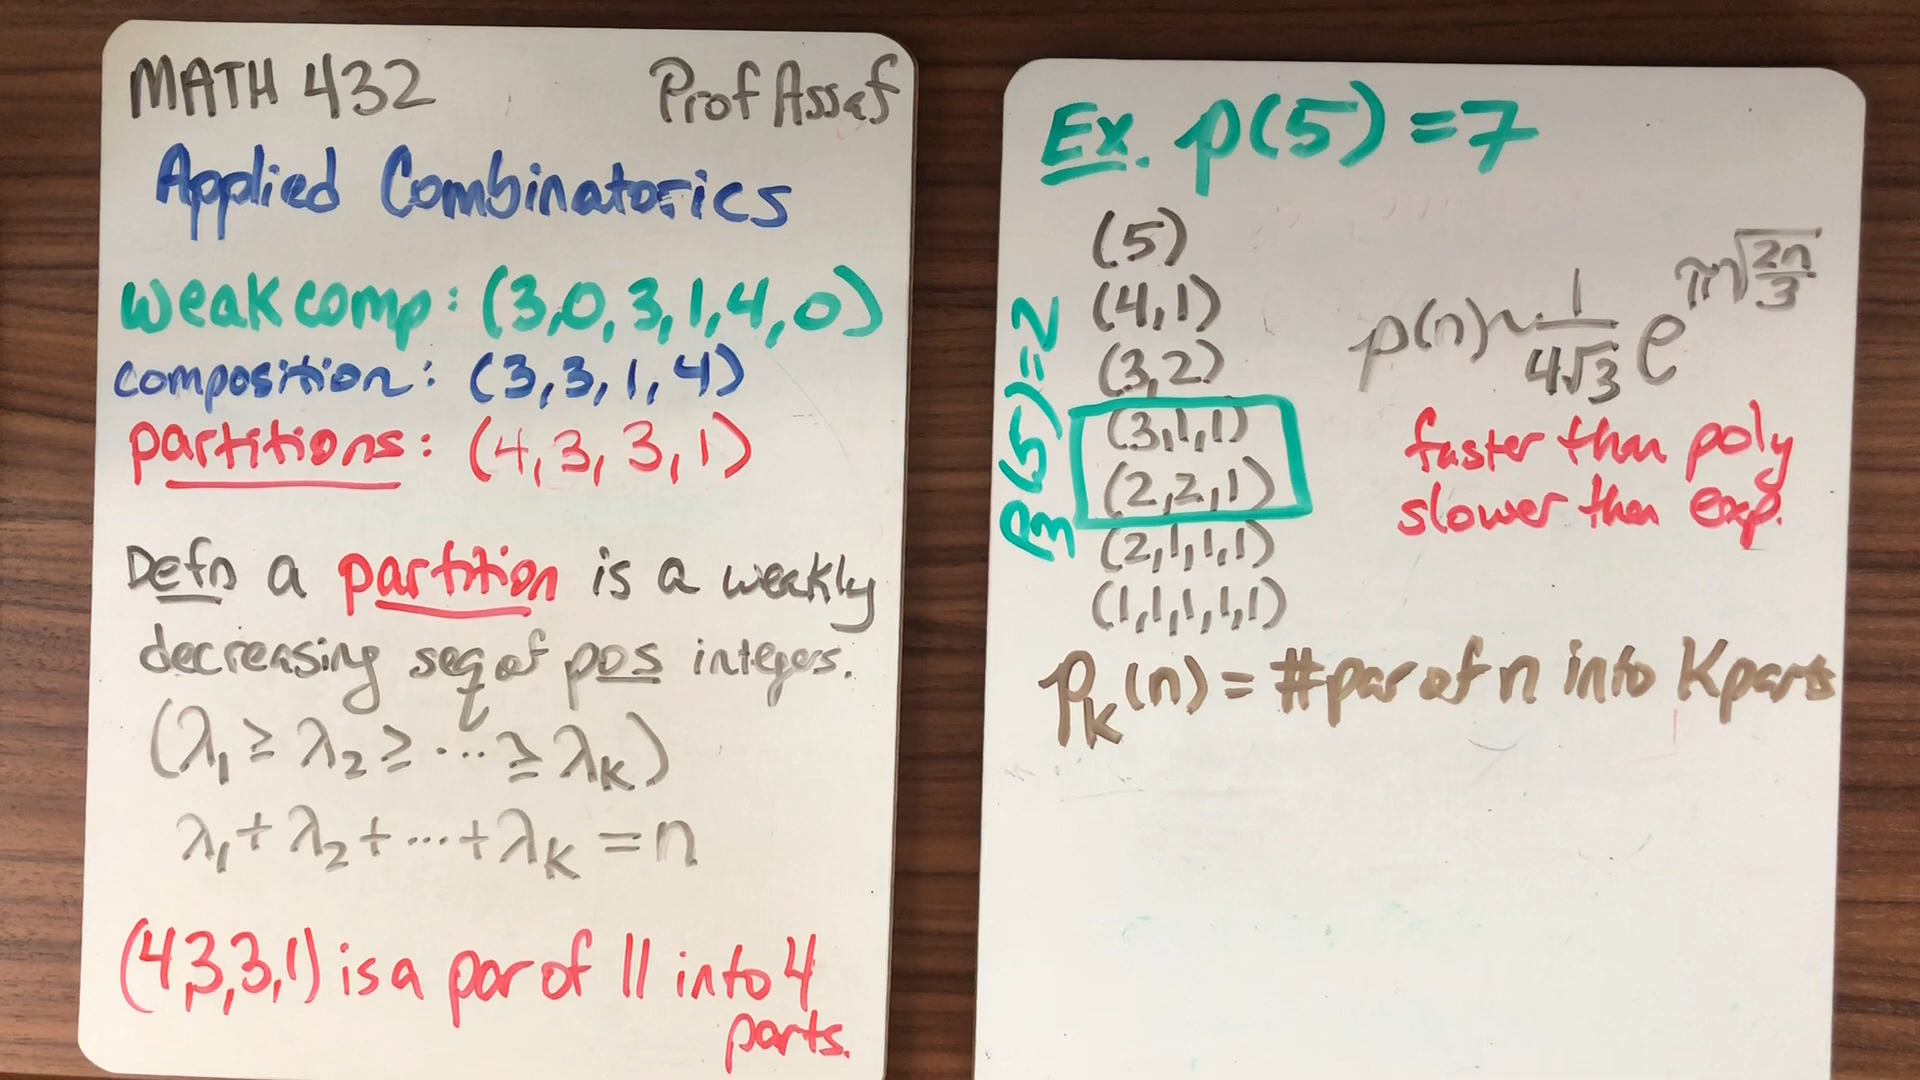 MATH 432 Prof Assaf
Applied Combinatorics
weak comp: (3,0,3,1,4,0)
composition: (3,3,1,4)
partitions: (4,3,3,1)
Defn a partition is a weakly
decreasing seq of pos integers.
(λ₁ ≥ λ₂ ≥ ... ≥ λₖ)
λ₁ + λ₂ + ... + λₖ = n
(4,3,3,1) is a par of 11 into 4
parts.
Ex. p(5) = 7
(5)
(4,1)
(3,2)
(3,1,1)
(2,2,1)
(2,1,1,1)
(1,1,1,1,1)
P₃(5) = 2
p(n) ~ 1/(4√3) e^(πn√(2n/3))
faster than poly
slower then exp.
pₖ(n) = # par of n into K parts